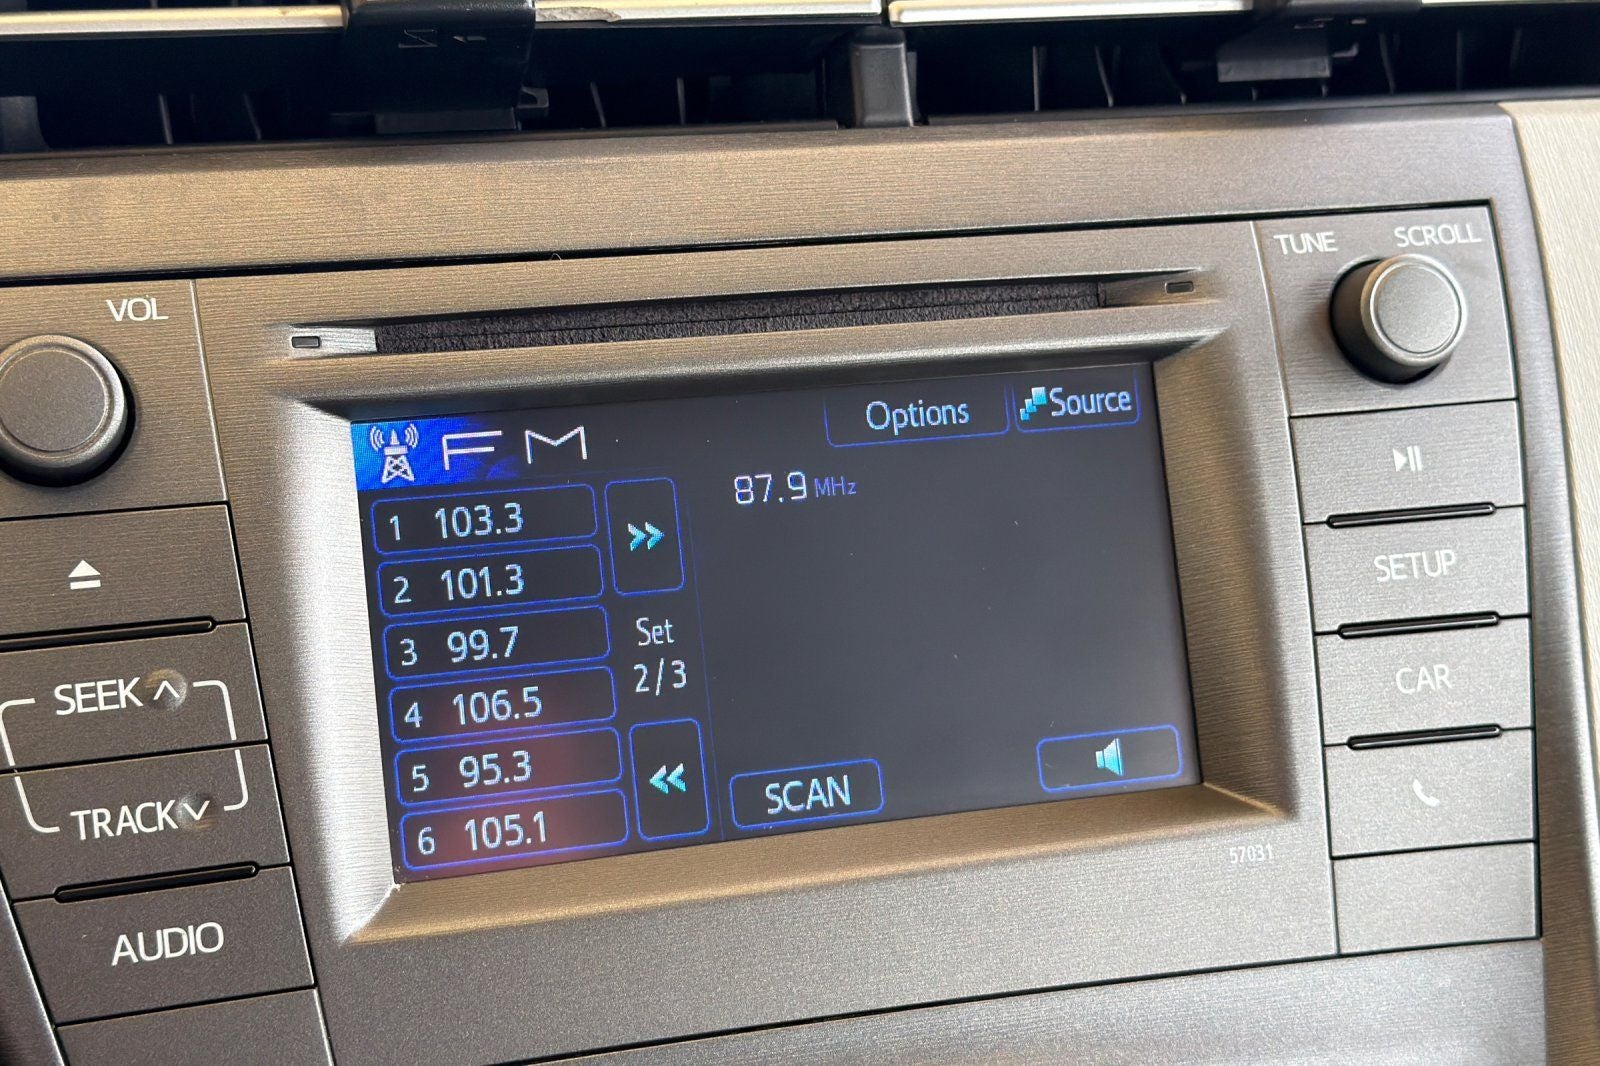 TUNE SCROLL
VOL
FM
Options
Source
87.9 MHz
1 103.3
2 101.3
3 99.7
4 106.5
5 95.3
6 105.1
Set
2/3
SCAN
SEEK
TRACK
AUDIO
SETUP
CAR
57031